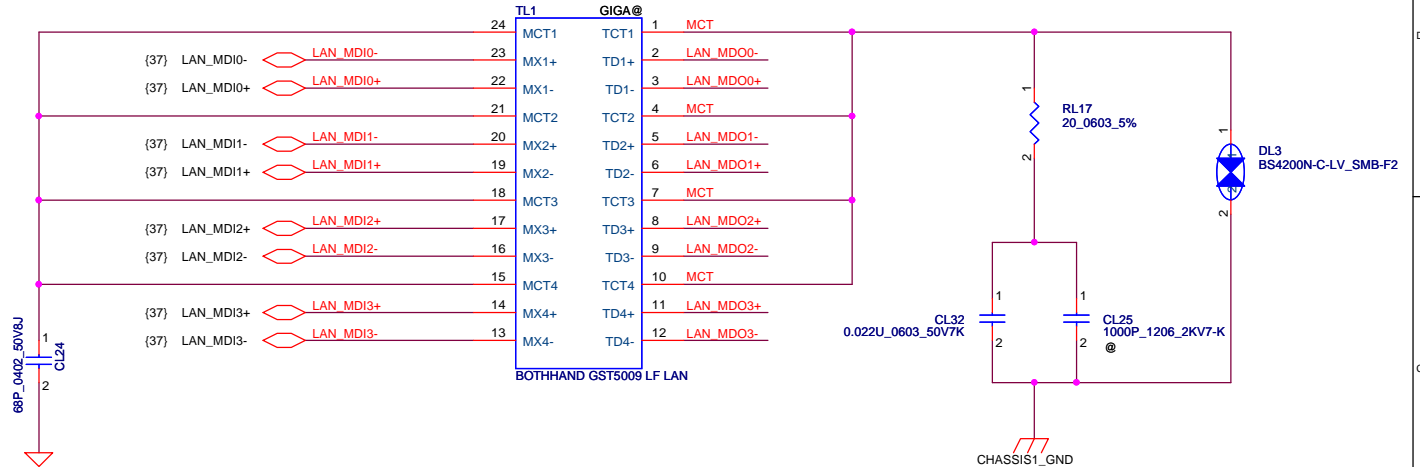 TL1 GIGA@
24 MCT1 TCT1 1 MCT
{37} LAN_MDI0- LAN_MDI0- 23 MX1+ TD1+ 2 LAN_MDO0-
{37} LAN_MDI0+ LAN_MDI0+ 22 MX1- TD1- 3 LAN_MDO0+
21 MCT2 TCT2 4 MCT
{37} LAN_MDI1- LAN_MDI1- 20 MX2+ TD2+ 5 LAN_MDO1-
{37} LAN_MDI1+ LAN_MDI1+ 19 MX2- TD2- 6 LAN_MDO1+
18 MCT3 TCT3 7 MCT
{37} LAN_MDI2+ LAN_MDI2+ 17 MX3+ TD3+ 8 LAN_MDO2+
{37} LAN_MDI2- LAN_MDI2- 16 MX3- TD3- 9 LAN_MDO2-
15 MCT4 TCT4 10 MCT
{37} LAN_MDI3+ LAN_MDI3+ 14 MX4+ TD4+ 11 LAN_MDO3+
{37} LAN_MDI3- LAN_MDI3- 13 MX4- TD4- 12 LAN_MDO3-
BOTHHAND GST5009 LF LAN
1
2
68P_0402_50V8J
CL24
1
2
RL17
20_0603_5%
1
2
DL3
BS4200N-C-LV_SMB-F2
1
2
CL32
0.022U_0603_50V7K
1
2
CL25
1000P_1206_2KV7-K
@
CHASSIS1_GND